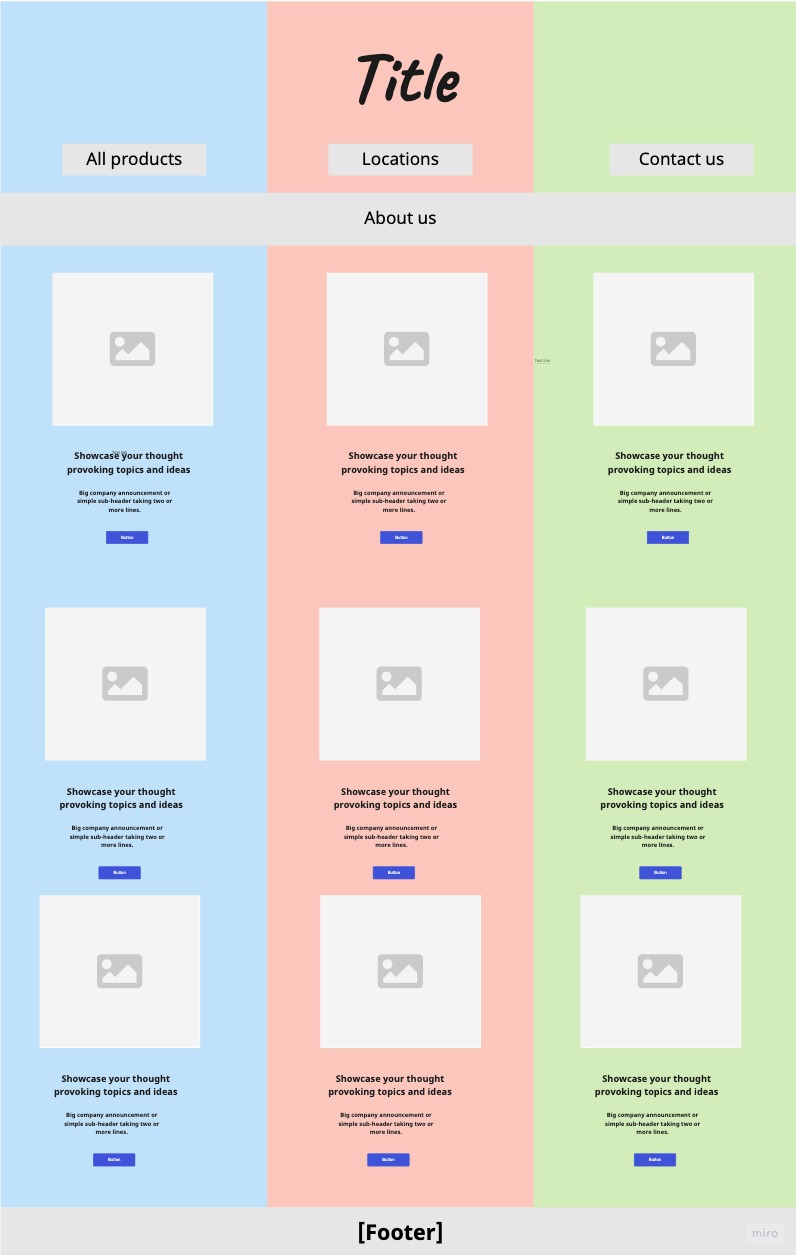 Title
All products
Locations
Contact us
About us
Text link
Showcase your thought
provoking topics and ideas
Big company announcement or
simple sub-header taking two or
more lines.
Button
Showcase your thought
provoking topics and ideas
Big company announcement or
simple sub-header taking two or
more lines.
Button
Showcase your thought
provoking topics and ideas
Big company announcement or
simple sub-header taking two or
more lines.
Button
Showcase your thought
provoking topics and ideas
Big company announcement or
simple sub-header taking two or
more lines.
Button
Showcase your thought
provoking topics and ideas
Big company announcement or
simple sub-header taking two or
more lines.
Button
Showcase your thought
provoking topics and ideas
Big company announcement or
simple sub-header taking two or
more lines.
Button
Showcase your thought
provoking topics and ideas
Big company announcement or
simple sub-header taking two or
more lines.
Button
Showcase your thought
provoking topics and ideas
Big company announcement or
simple sub-header taking two or
more lines.
Button
Showcase your thought
provoking topics and ideas
Big company announcement or
simple sub-header taking two or
more lines.
Button
[Footer]
miro